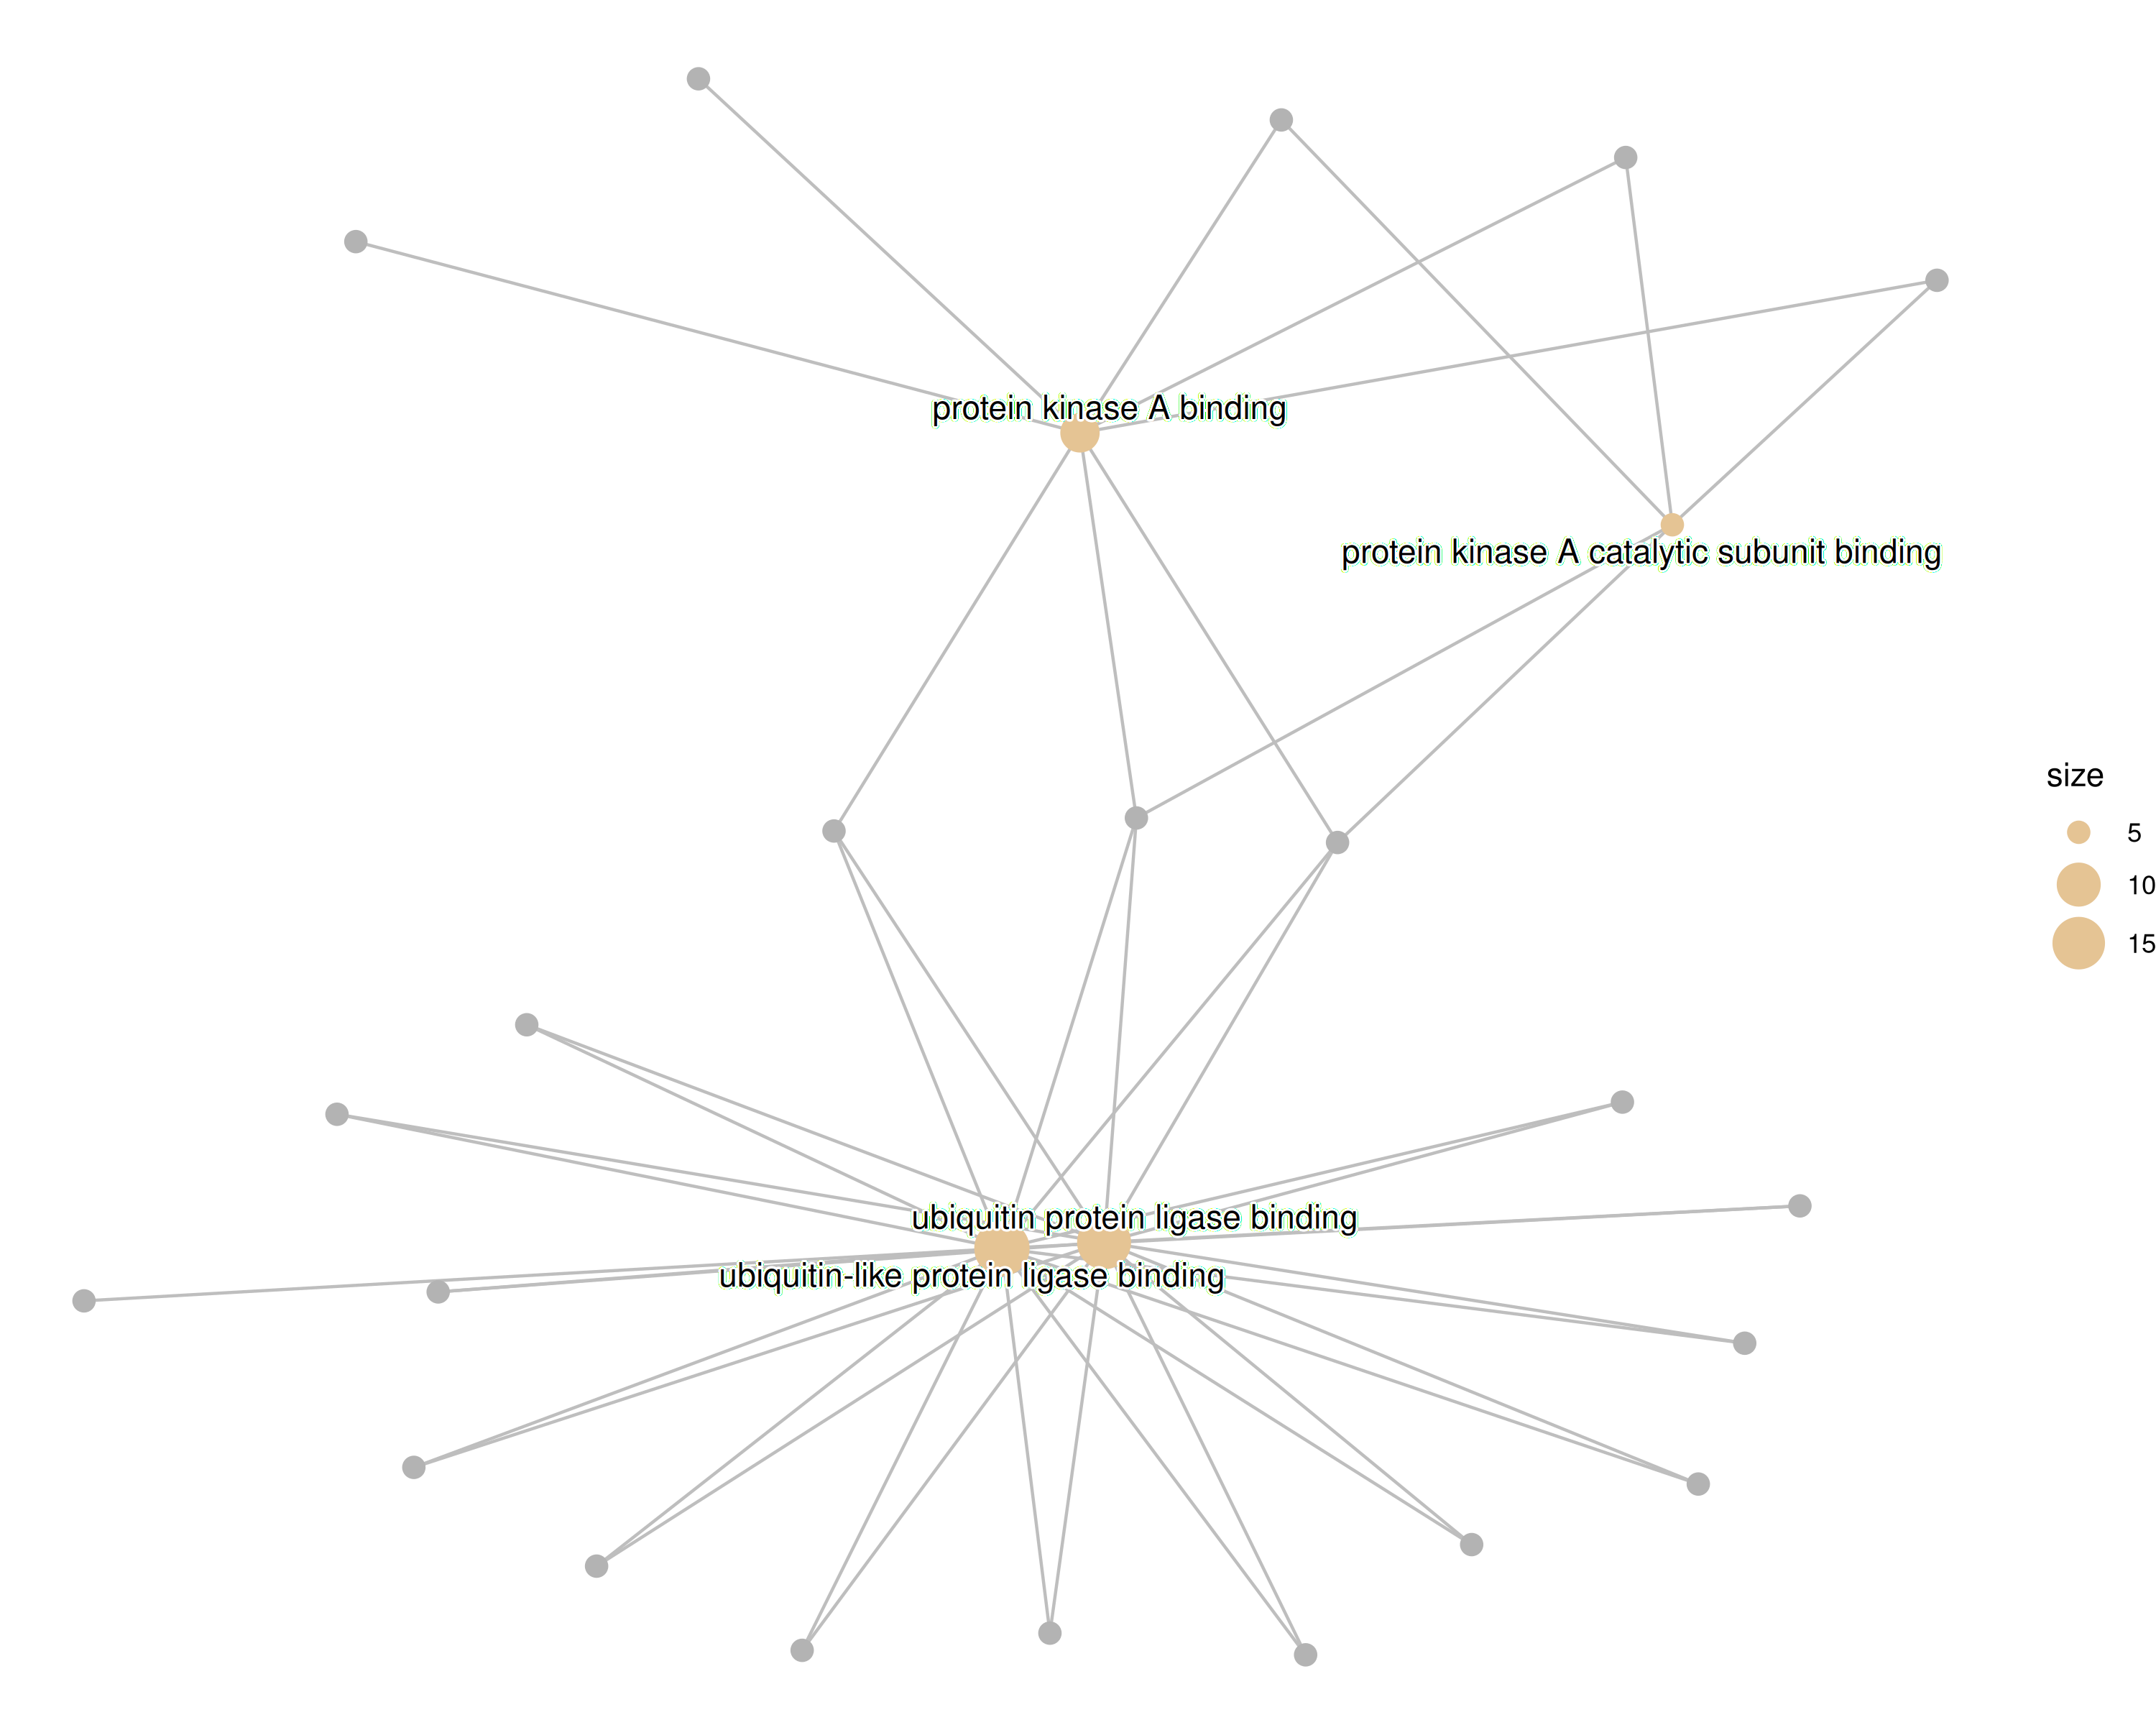 protein kinase A binding
protein kinase A catalytic subunit binding
size
5
10
15
ubiquitin protein ligase binding
ubiquitin-like protein ligase binding